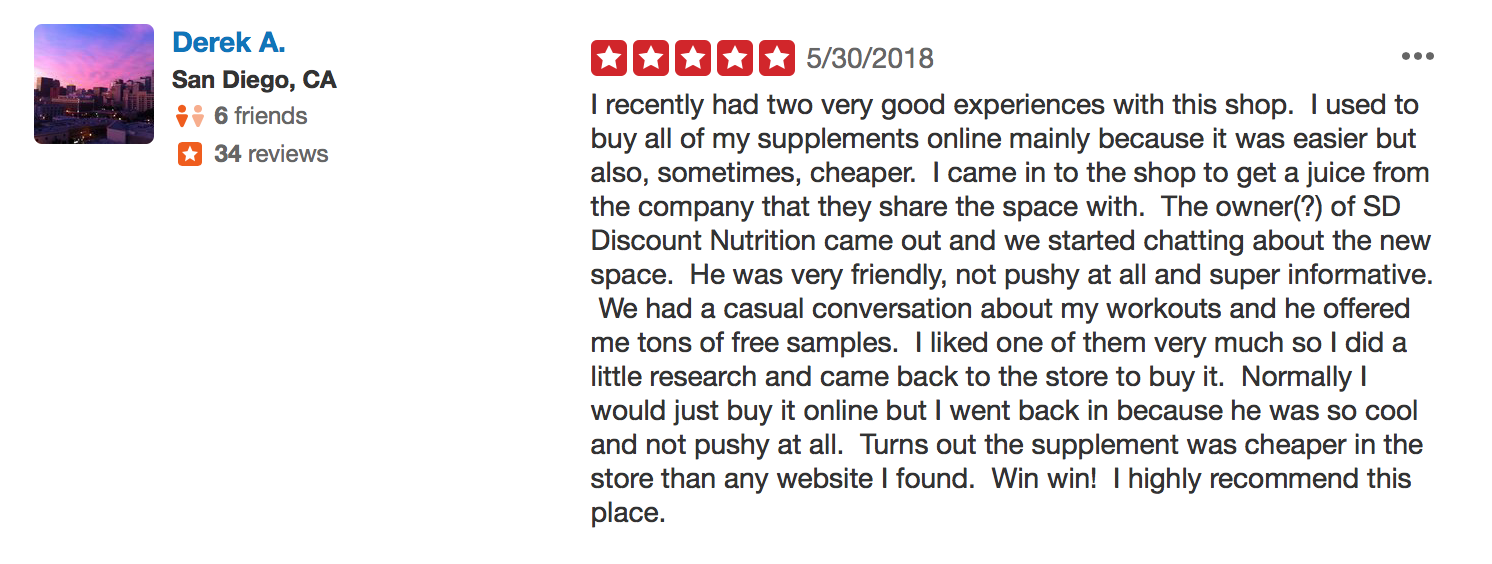 Derek A.
San Diego, CA
6 friends
34 reviews
5/30/2018
I recently had two very good experiences with this shop.  I used to
buy all of my supplements online mainly because it was easier but
also, sometimes, cheaper.  I came in to the shop to get a juice from
the company that they share the space with.  The owner(?) of SD
Discount Nutrition came out and we started chatting about the new
space.  He was very friendly, not pushy at all and super informative.
We had a casual conversation about my workouts and he offered
me tons of free samples.  I liked one of them very much so I did a
little research and came back to the store to buy it.  Normally I
would just buy it online but I went back in because he was so cool
and not pushy at all.  Turns out the supplement was cheaper in the
store than any website I found.  Win win!  I highly recommend this
place.